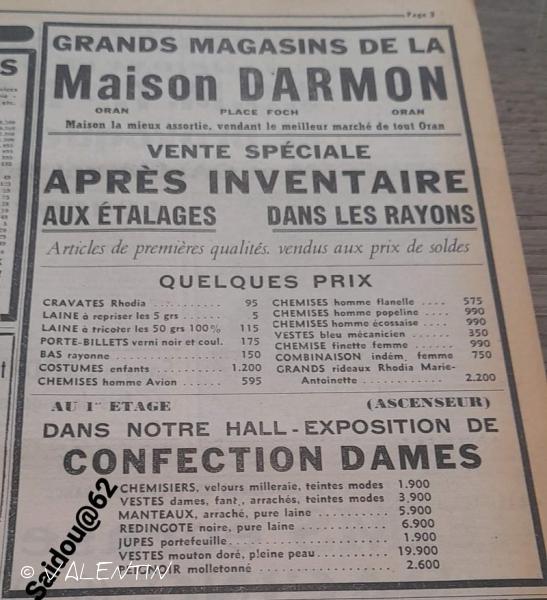 Page 3
GRANDS MAGASINS DE LA
Maison DARMON
ORAN PLACE FOCH ORAN
Maison la mieux assortie, vendant le meilleur marché de tout Oran
VENTE SPÉCIALE
APRÈS INVENTAIRE
AUX ÉTALAGES DANS LES RAYONS
Articles de premières qualités, vendus aux prix de soldes
QUELQUES PRIX
CRAVATES Rhodia .......... 95
LAINE à repriser les 5 grs ...... 5
LAINE à tricoter les 50 grs 100% 115
PORTE-BILLETS verni noir et coul. 175
BAS rayonne .............. 150
COSTUMES enfants .......... 1.200
CHEMISES homme Avion ...... 595
CHEMISES homme flanelle .... 575
CHEMISES homme popeline .... 990
CHEMISES homme écossaise .... 990
VESTES bleu mécanicien ...... 350
CHEMISE finette femme ...... 990
COMBINAISON indém. femme 750
GRANDS rideaux Rhodia Marie-
Antoinette ............ 2.200
AU 1er ETAGE (ASCENSEUR)
DANS NOTRE HALL-EXPOSITION DE
CONFECTION DAMES
CHEMISIERS, velours milleraie, teintes modes 1.900
VESTES dames, fant., arrachés, teintes modes 3,900
MANTEAUX, arraché, pure laine ........ 5.900
REDINGOTE noire, pure laine .......... 6.900
JUPES portefeuille.................. 1.900
VESTES mouton doré, pleine peau........ 19.900
PEIGNOIR molletonné ................ 2.600
Saidou@62
© VALENTIN